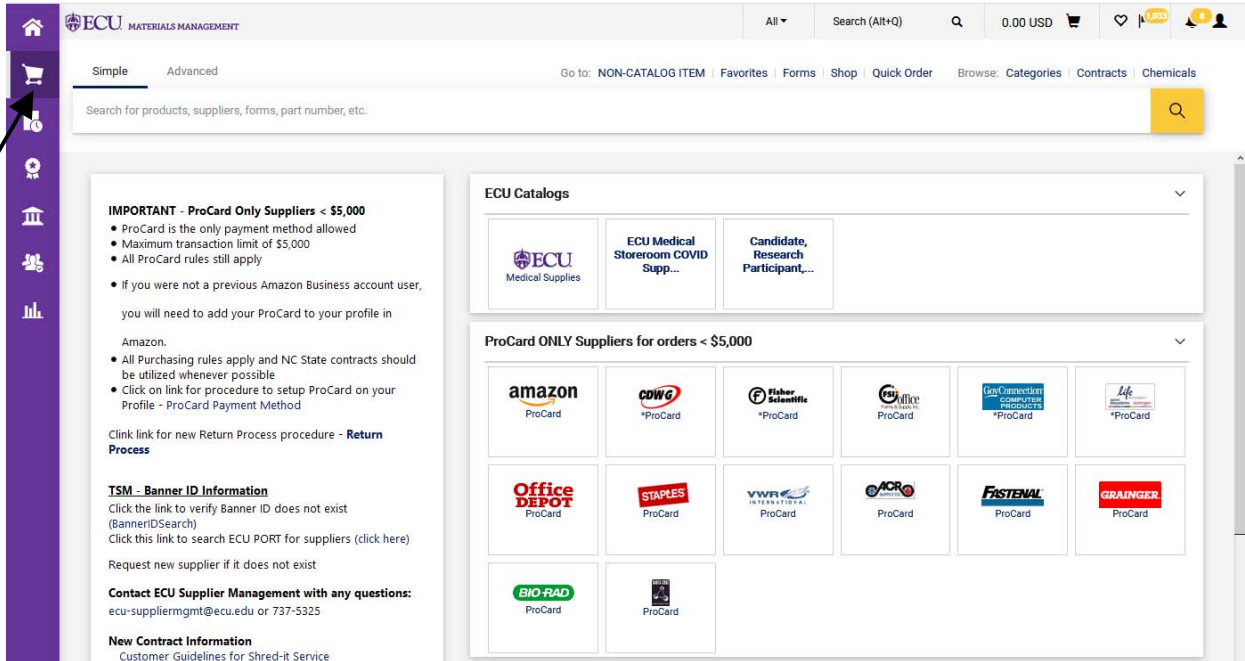 ECU MATERIALS MANAGEMENT
All
Search (Alt+Q)
0.00 USD
1,033
8
Simple
Advanced
Go to: NON-CATALOG ITEM | Favorites | Forms | Shop | Quick Order
Browse: Categories | Contracts | Chemicals
Search for products, suppliers, forms, part number, etc.
IMPORTANT - ProCard Only Suppliers < $5,000
• ProCard is the only payment method allowed
• Maximum transaction limit of $5,000
• All ProCard rules still apply
• If you were not a previous Amazon Business account user,
you will need to add your ProCard to your profile in
Amazon.
• All Purchasing rules apply and NC State contracts should
be utilized whenever possible
• Click on link for procedure to setup ProCard on your
Profile - ProCard Payment Method
Clink link for new Return Process procedure - Return
Process
TSM - Banner ID Information
Click the link to verify Banner ID does not exist
(BannerIDSearch)
Click this link to search ECU PORT for suppliers (click here)
Request new supplier if it does not exist
Contact ECU Supplier Management with any questions:
ecu-suppliermgmt@ecu.edu or 737-5325
New Contract Information
Customer Guidelines for Shred-it Service
ECU Catalogs
ECU
Medical Supplies
ECU Medical
Storeroom COVID
Supp...
Candidate,
Research
Participant,...
ProCard ONLY Suppliers for orders < $5,000
amazon
ProCard
CDWG
*ProCard
Fisher
Scientific
*ProCard
FSIoffice
ProCard
GovConnection
COMPUTER
PRODUCTS
*ProCard
life
*ProCard
Office
DEPOT
ProCard
STAPLES
ProCard
VWR
INTERNATIONAL
ProCard
ACR
SUPPLY CO
ProCard
FASTENAL
ProCard
GRAINGER
ProCard
BIO-RAD
ProCard
ProCard